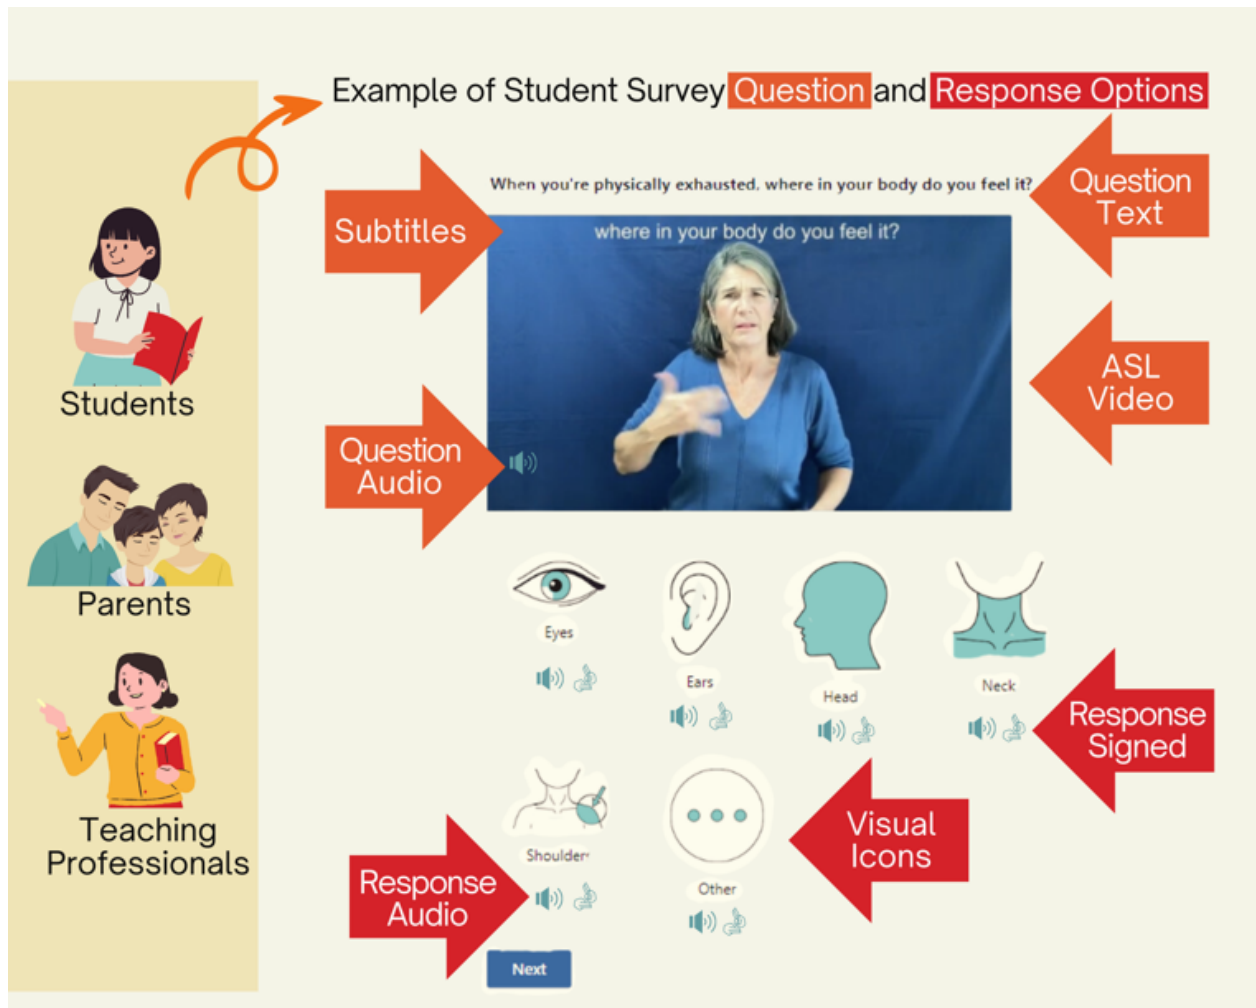 Example of Student Survey Question and Response Options
When you're physically exhausted, where in your body do you feel it?
Question
Text
Subtitles
where in your body do you feel it?
ASL
Video
Question
Audio
Students
Parents
Teaching
Professionals
Eyes
Ears
Head
Neck
Response
Signed
Shoulder
Other
Visual
Icons
Response
Audio
Next